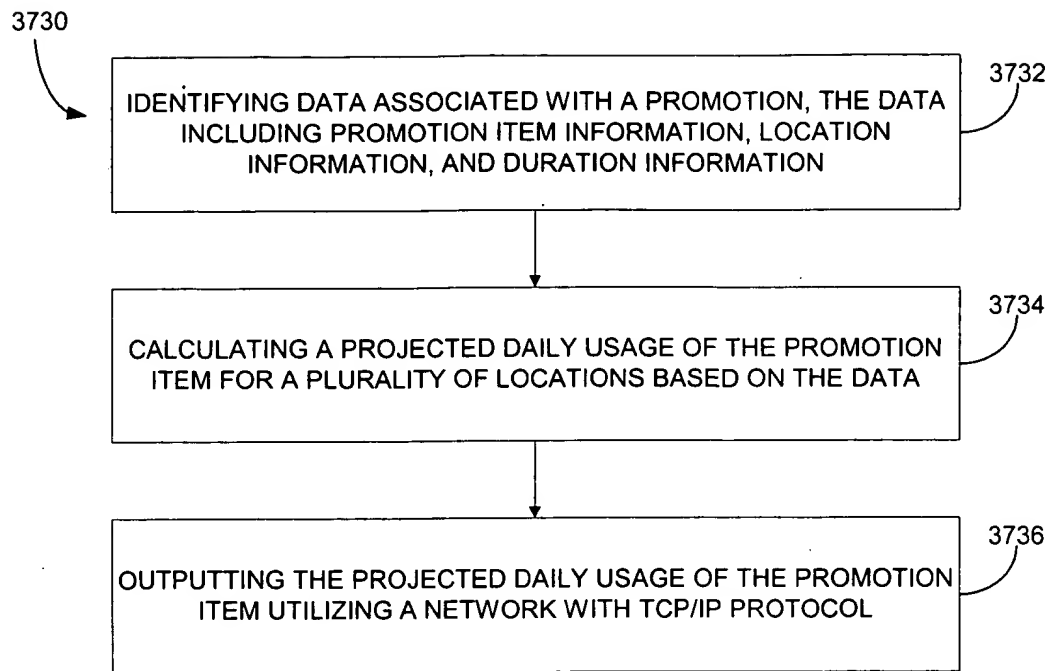 3730
3732
IDENTIFYING DATA ASSOCIATED WITH A PROMOTION, THE DATA
INCLUDING PROMOTION ITEM INFORMATION, LOCATION
INFORMATION, AND DURATION INFORMATION
3734
CALCULATING A PROJECTED DAILY USAGE OF THE PROMOTION
ITEM FOR A PLURALITY OF LOCATIONS BASED ON THE DATA
3736
OUTPUTTING THE PROJECTED DAILY USAGE OF THE PROMOTION
ITEM UTILIZING A NETWORK WITH TCP/IP PROTOCOL